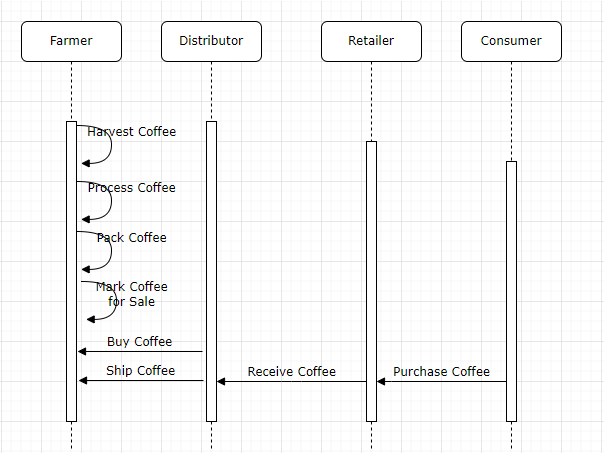 Farmer
Distributor
Retailer
Consumer
Harvest Coffee
Process Coffee
Pack Coffee
Mark Coffee
for Sale
Buy Coffee
Ship Coffee
Receive Coffee
Purchase Coffee